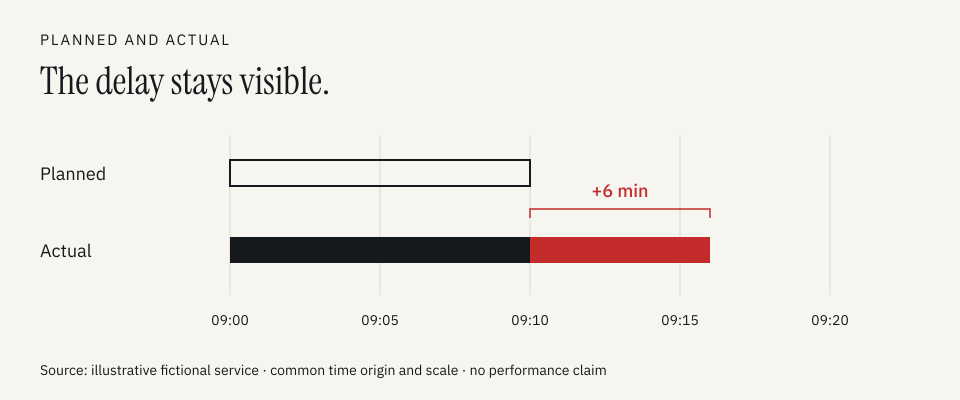 PLANNED AND ACTUAL
The delay stays visible.
Planned
+6 min
Actual
09:00 09:05 09:10 09:15 09:20
Source: illustrative fictional service · common time origin and scale · no performance claim